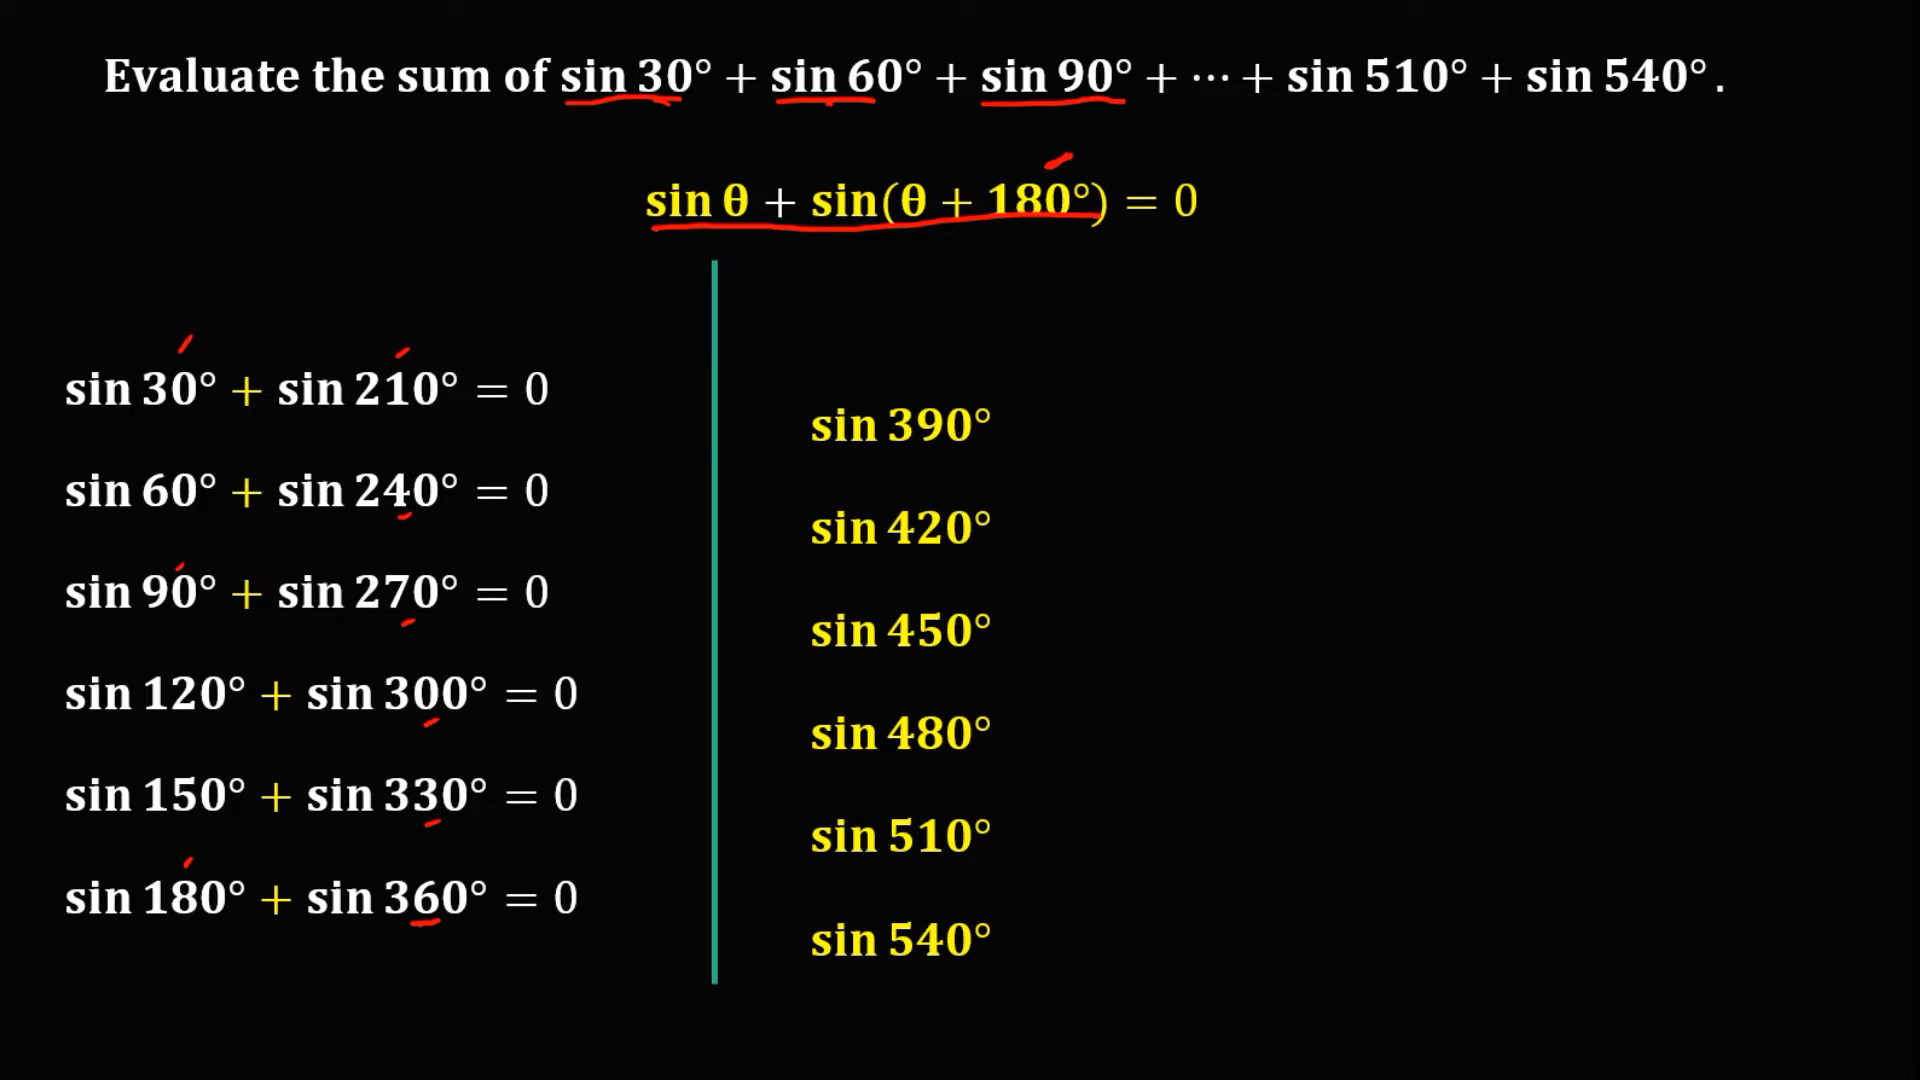 Evaluate the sum of sin 30° + sin 60° + sin 90° + ⋯ + sin 510° + sin 540° .
sin θ + sin(θ + 180°) = 0
sin 30° + sin 210° = 0
sin 60° + sin 240° = 0
sin 90° + sin 270° = 0
sin 120° + sin 300° = 0
sin 150° + sin 330° = 0
sin 180° + sin 360° = 0
sin 390°
sin 420°
sin 450°
sin 480°
sin 510°
sin 540°